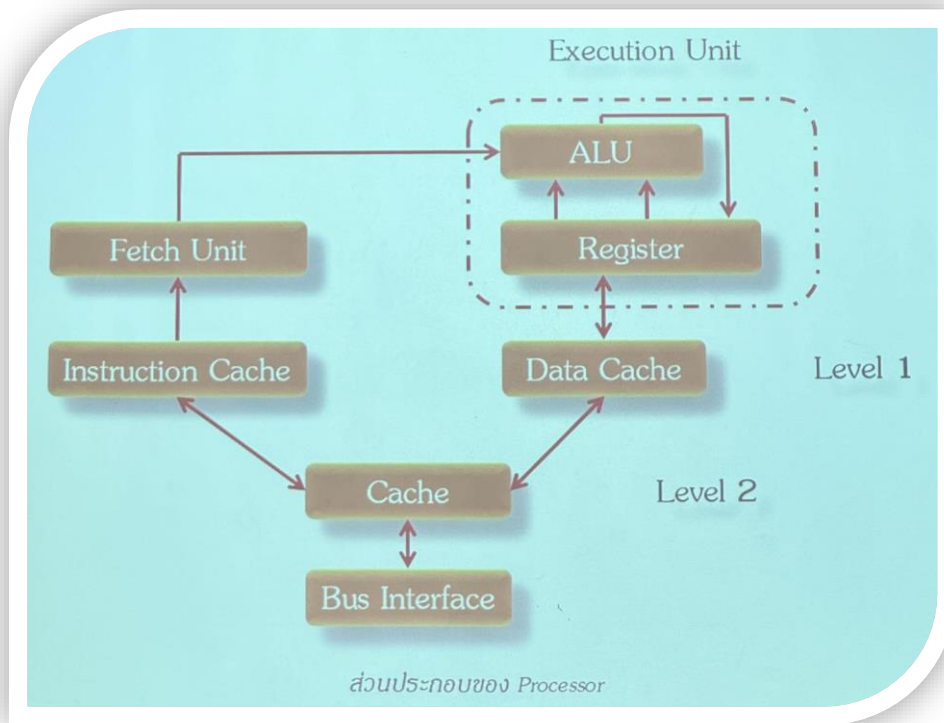 Execution Unit
ALU
Fetch Unit
Register
Instruction Cache
Data Cache
Level 1
Cache
Level 2
Bus Interface
ส่วนประกอบของ Processor